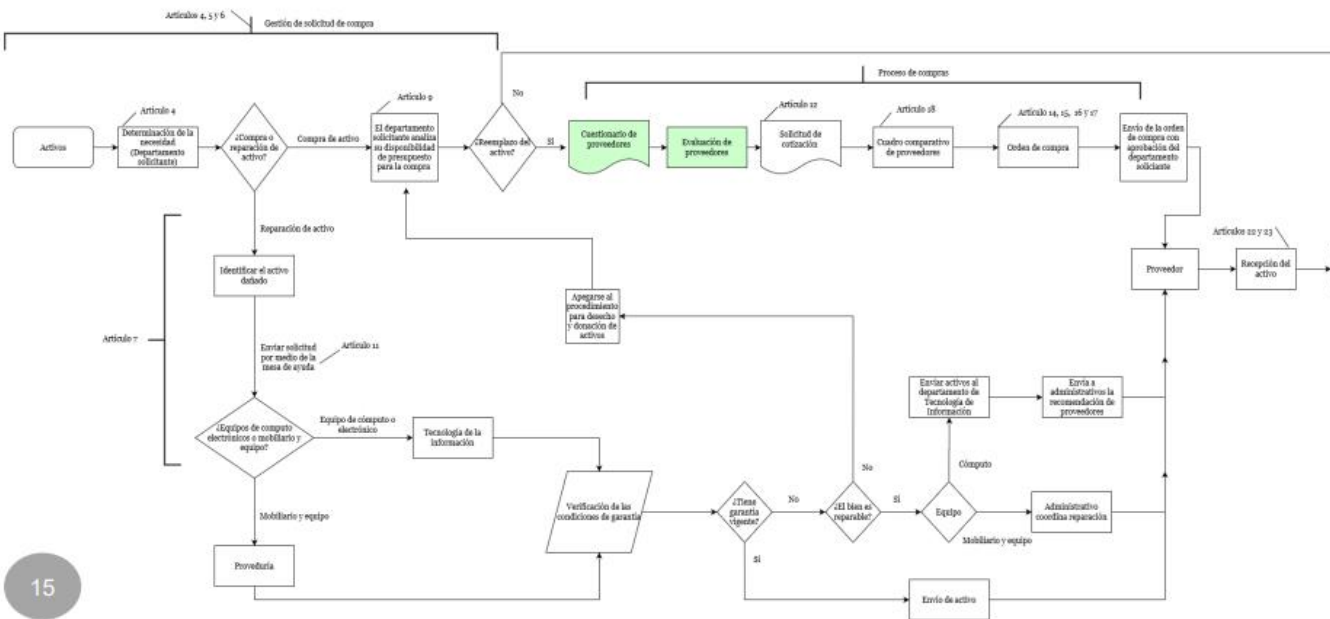 Artículos 4, 5 y 6
Gestión de solicitud de compra
Proceso de compras
Activos
Artículo 4
Determinación de la
necesidad
(Departamento
solicitante)
¿Compra o
reparación de
activo?
Compra de activo
Artículo 9
El departamento
solicitante analiza
su disponibilidad
de presupuesto
para la compra
No
¿Reemplazo del
activo?
Sí
Cuestionario de
proveedores
Evaluación de
proveedores
Artículo 12
Solicitud de
cotización
Artículo 18
Cuadro comparativo
de proveedores
Artículo 14, 15, 16 y 17
Orden de compra
Envío de la orden
de compra con
aprobación del
departamento
soliciante
Reparación de activo
Identificar el activo
dañado
Artículo 7
Enviar solicitud
por medio de la
mesa de ayuda
Artículo 11
¿Equipos de computo
electrónicos o mobiliario y
equipo?
Equipo de cómputo o
electrónico
Tecnología de la
información
Mobiliario y equipo
Proveduría
Verificación de las
condiciones de garantía
¿Tiene
garantía
vigente?
No
Sí
¿El bien es
reparable?
No
Sí
Apegarse al
procedimiento
para desecho
y donación de
activos
Equipo
Cómputo
Mobiliario y equipo
Enviar activos al
departamento de
Tecnología de
Información
Envía a
administrativos la
recomendación de
proveedores
Administrativo
coordina reparación
Envío de activo
Proveedor
Artículos 22 y 23
Recepción del
activo
15